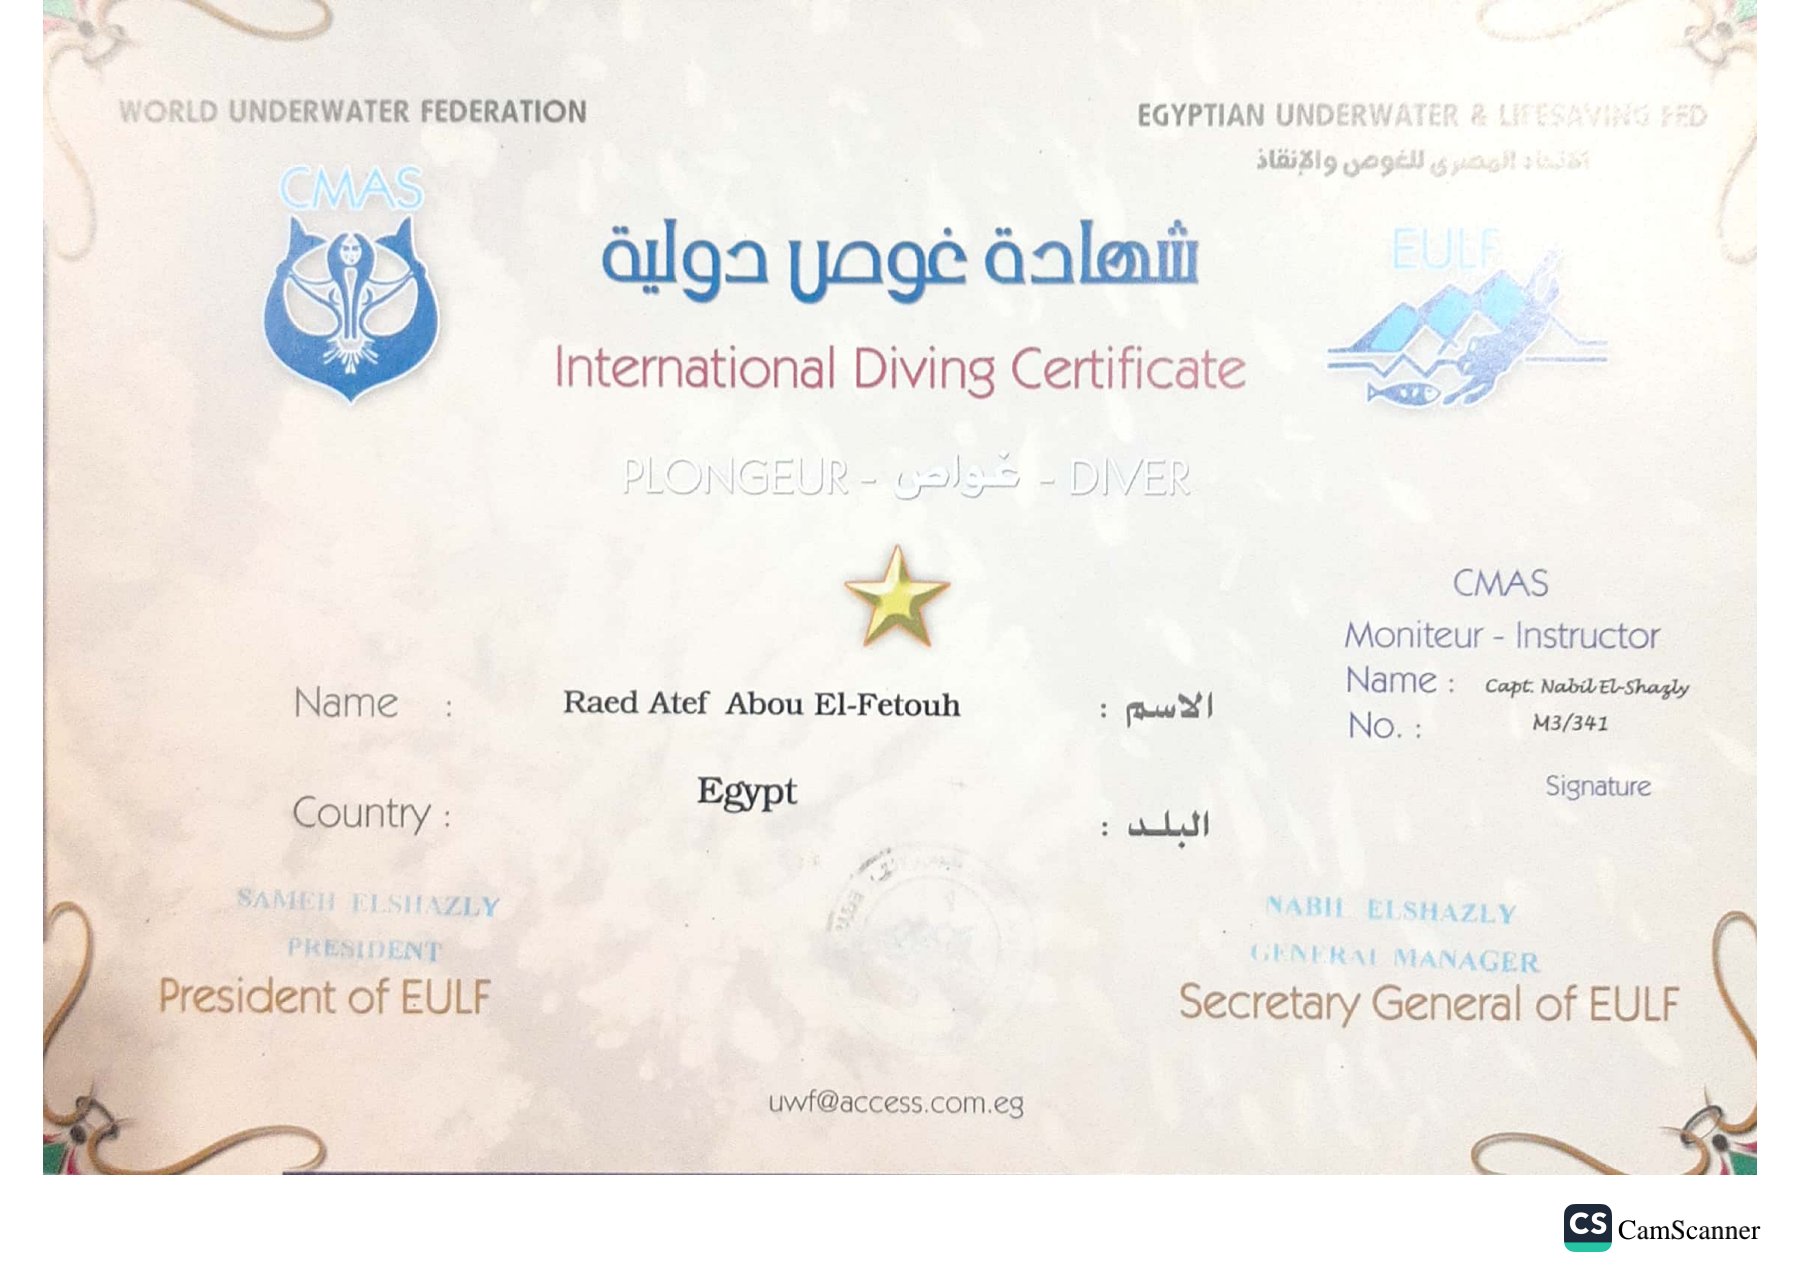 WORLD UNDERWATER FEDERATION
EGYPTIAN UNDERWATER & LIFESAVING FED
الاتحاد المصرى للغوص والإنقاذ
CMAS
EULF
شهادة غوص دولية
International Diving Certificate
PLONGEUR - غواص - DIVER
CMAS
Moniteur - Instructor
Name : Capt. Nabil El-Shazly
No. : M3/341
Signature
Name : Raed Atef Abou El-Fetouh الاسم :
Country : Egypt البلد :
SAMEH ELSHAZLY
PRESIDENT
President of EULF
NABIL ELSHAZLY
GENERAL MANAGER
Secretary General of EULF
uwf@access.com.eg
CS CamScanner